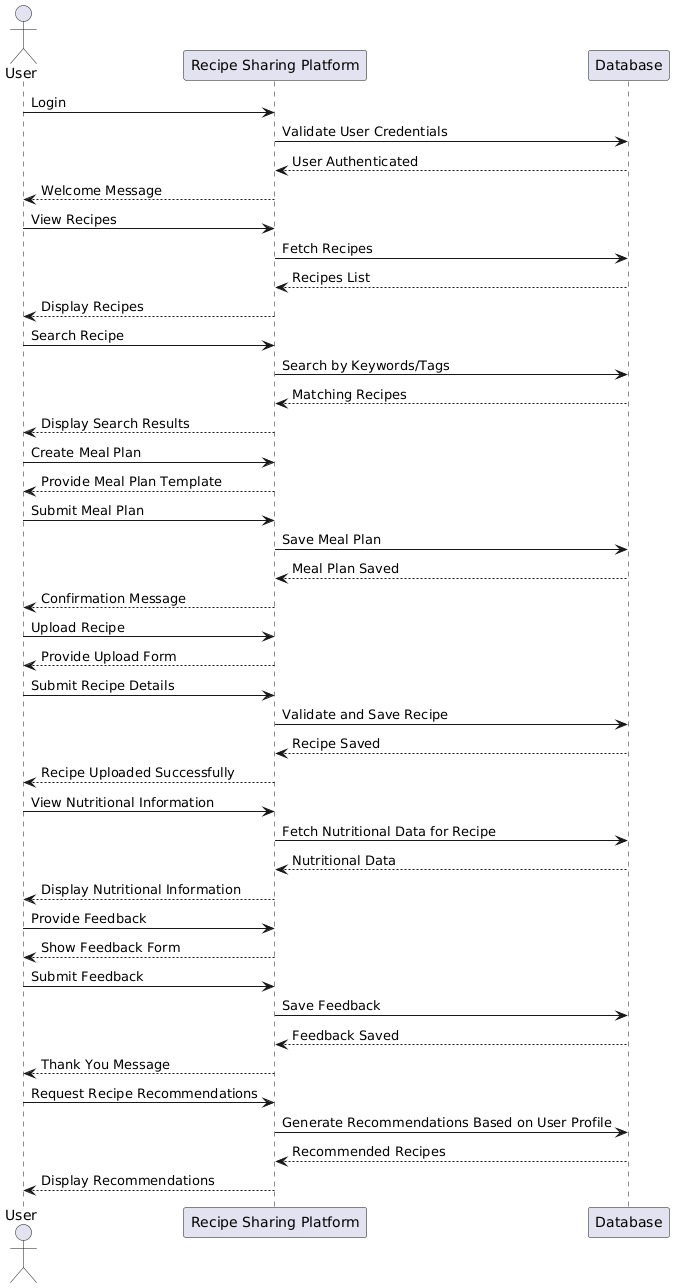 User
Recipe Sharing Platform
Database
Login
Validate User Credentials
User Authenticated
Welcome Message
View Recipes
Fetch Recipes
Recipes List
Display Recipes
Search Recipe
Search by Keywords/Tags
Matching Recipes
Display Search Results
Create Meal Plan
Provide Meal Plan Template
Submit Meal Plan
Save Meal Plan
Meal Plan Saved
Confirmation Message
Upload Recipe
Provide Upload Form
Submit Recipe Details
Validate and Save Recipe
Recipe Saved
Recipe Uploaded Successfully
View Nutritional Information
Fetch Nutritional Data for Recipe
Nutritional Data
Display Nutritional Information
Provide Feedback
Show Feedback Form
Submit Feedback
Save Feedback
Feedback Saved
Thank You Message
Request Recipe Recommendations
Generate Recommendations Based on User Profile
Recommended Recipes
Display Recommendations
User
Recipe Sharing Platform
Database